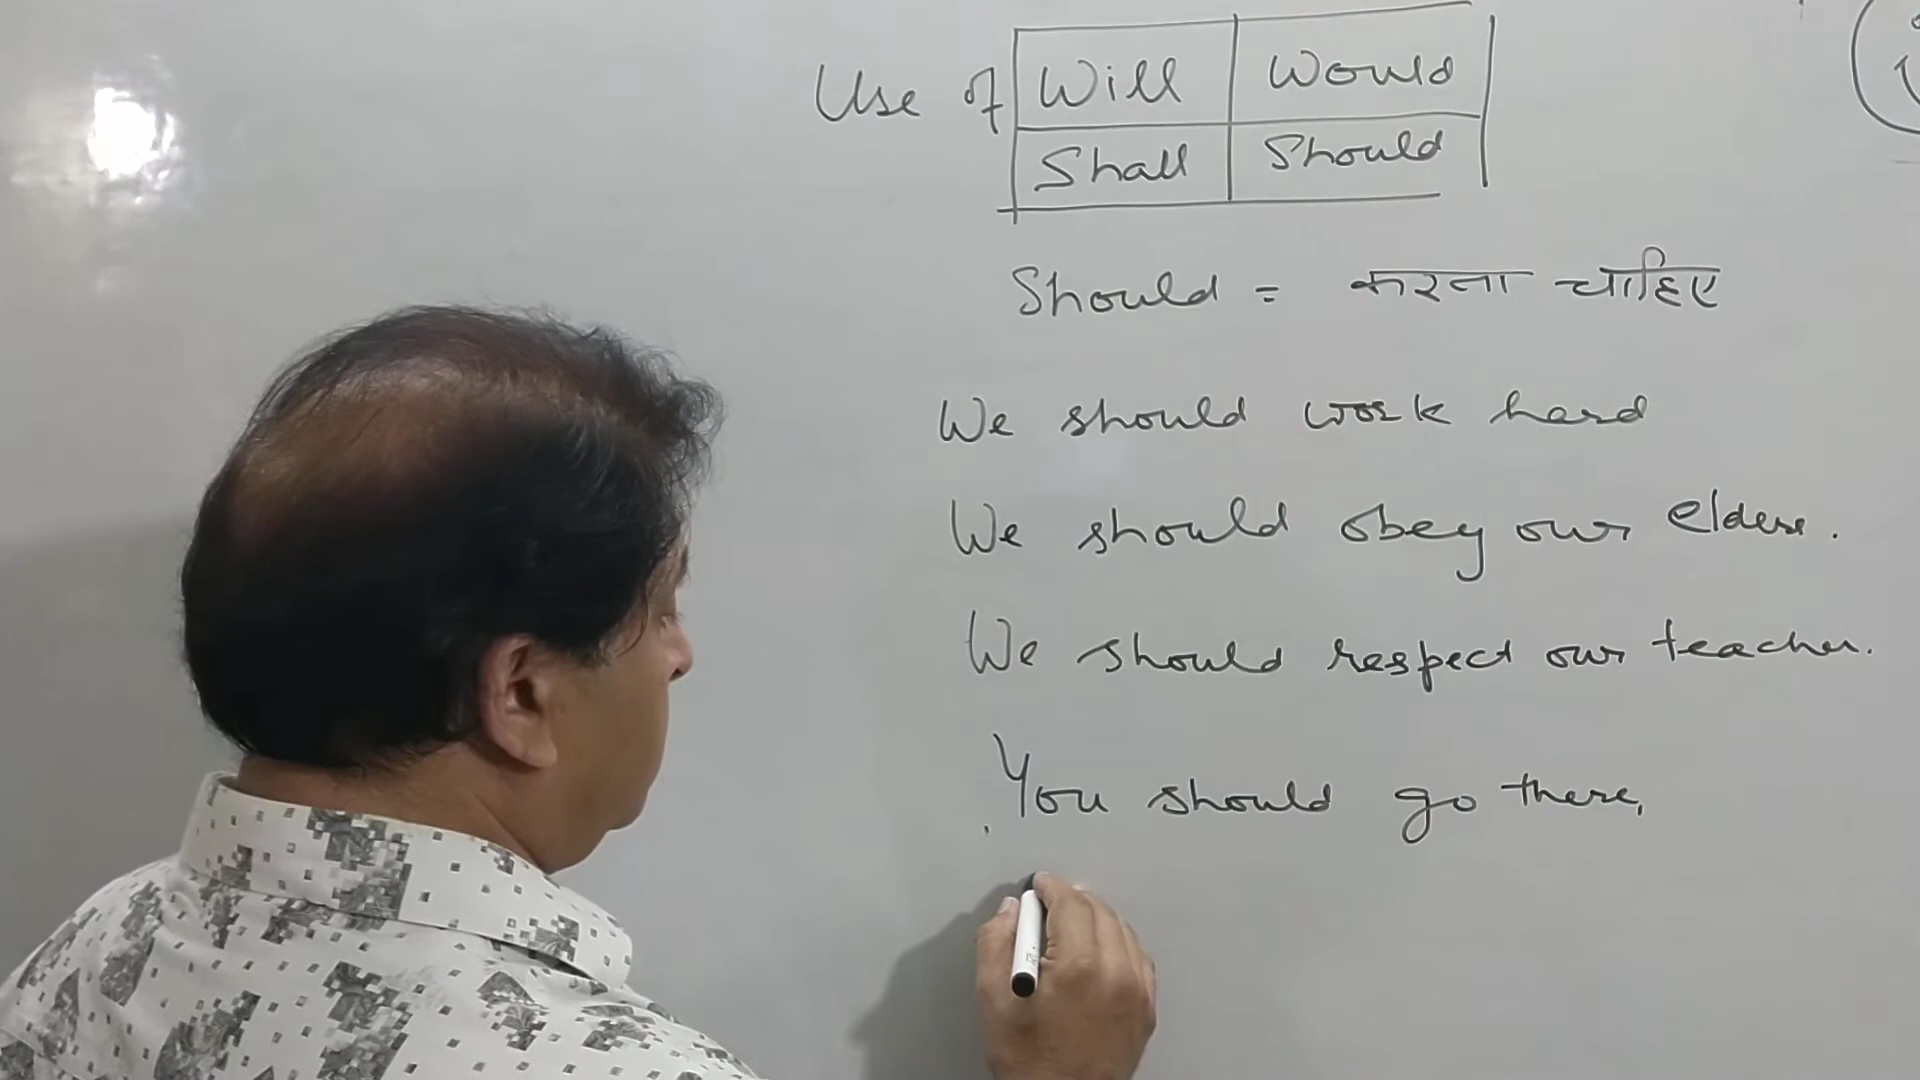 Use of Will Would
Shall Should
Should = करना चाहिए
We should work hard
We should obey our elders.
We should respect our teacher.
You should go there.